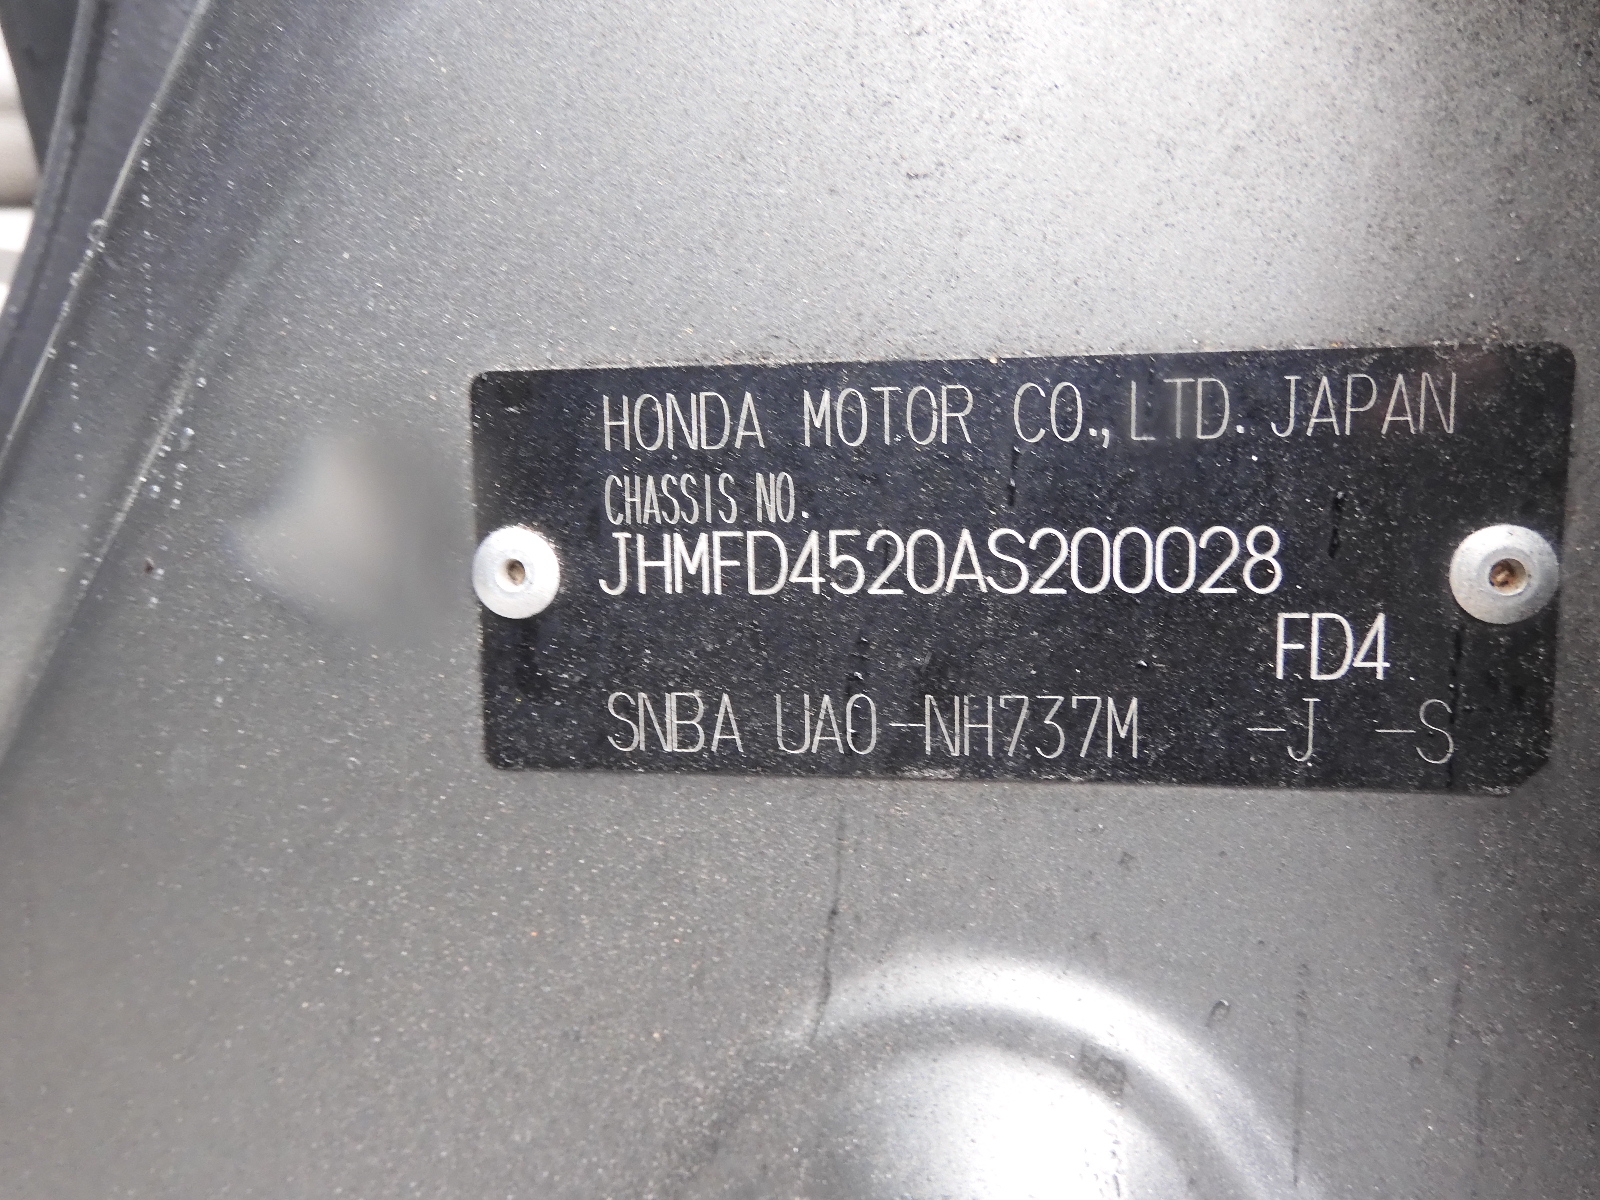 HONDA MOTOR CO., LTD. JAPAN
CHASSIS NO.
JHMFD4520AS200028
FD4
SNBA UA0-NH737M -J -S